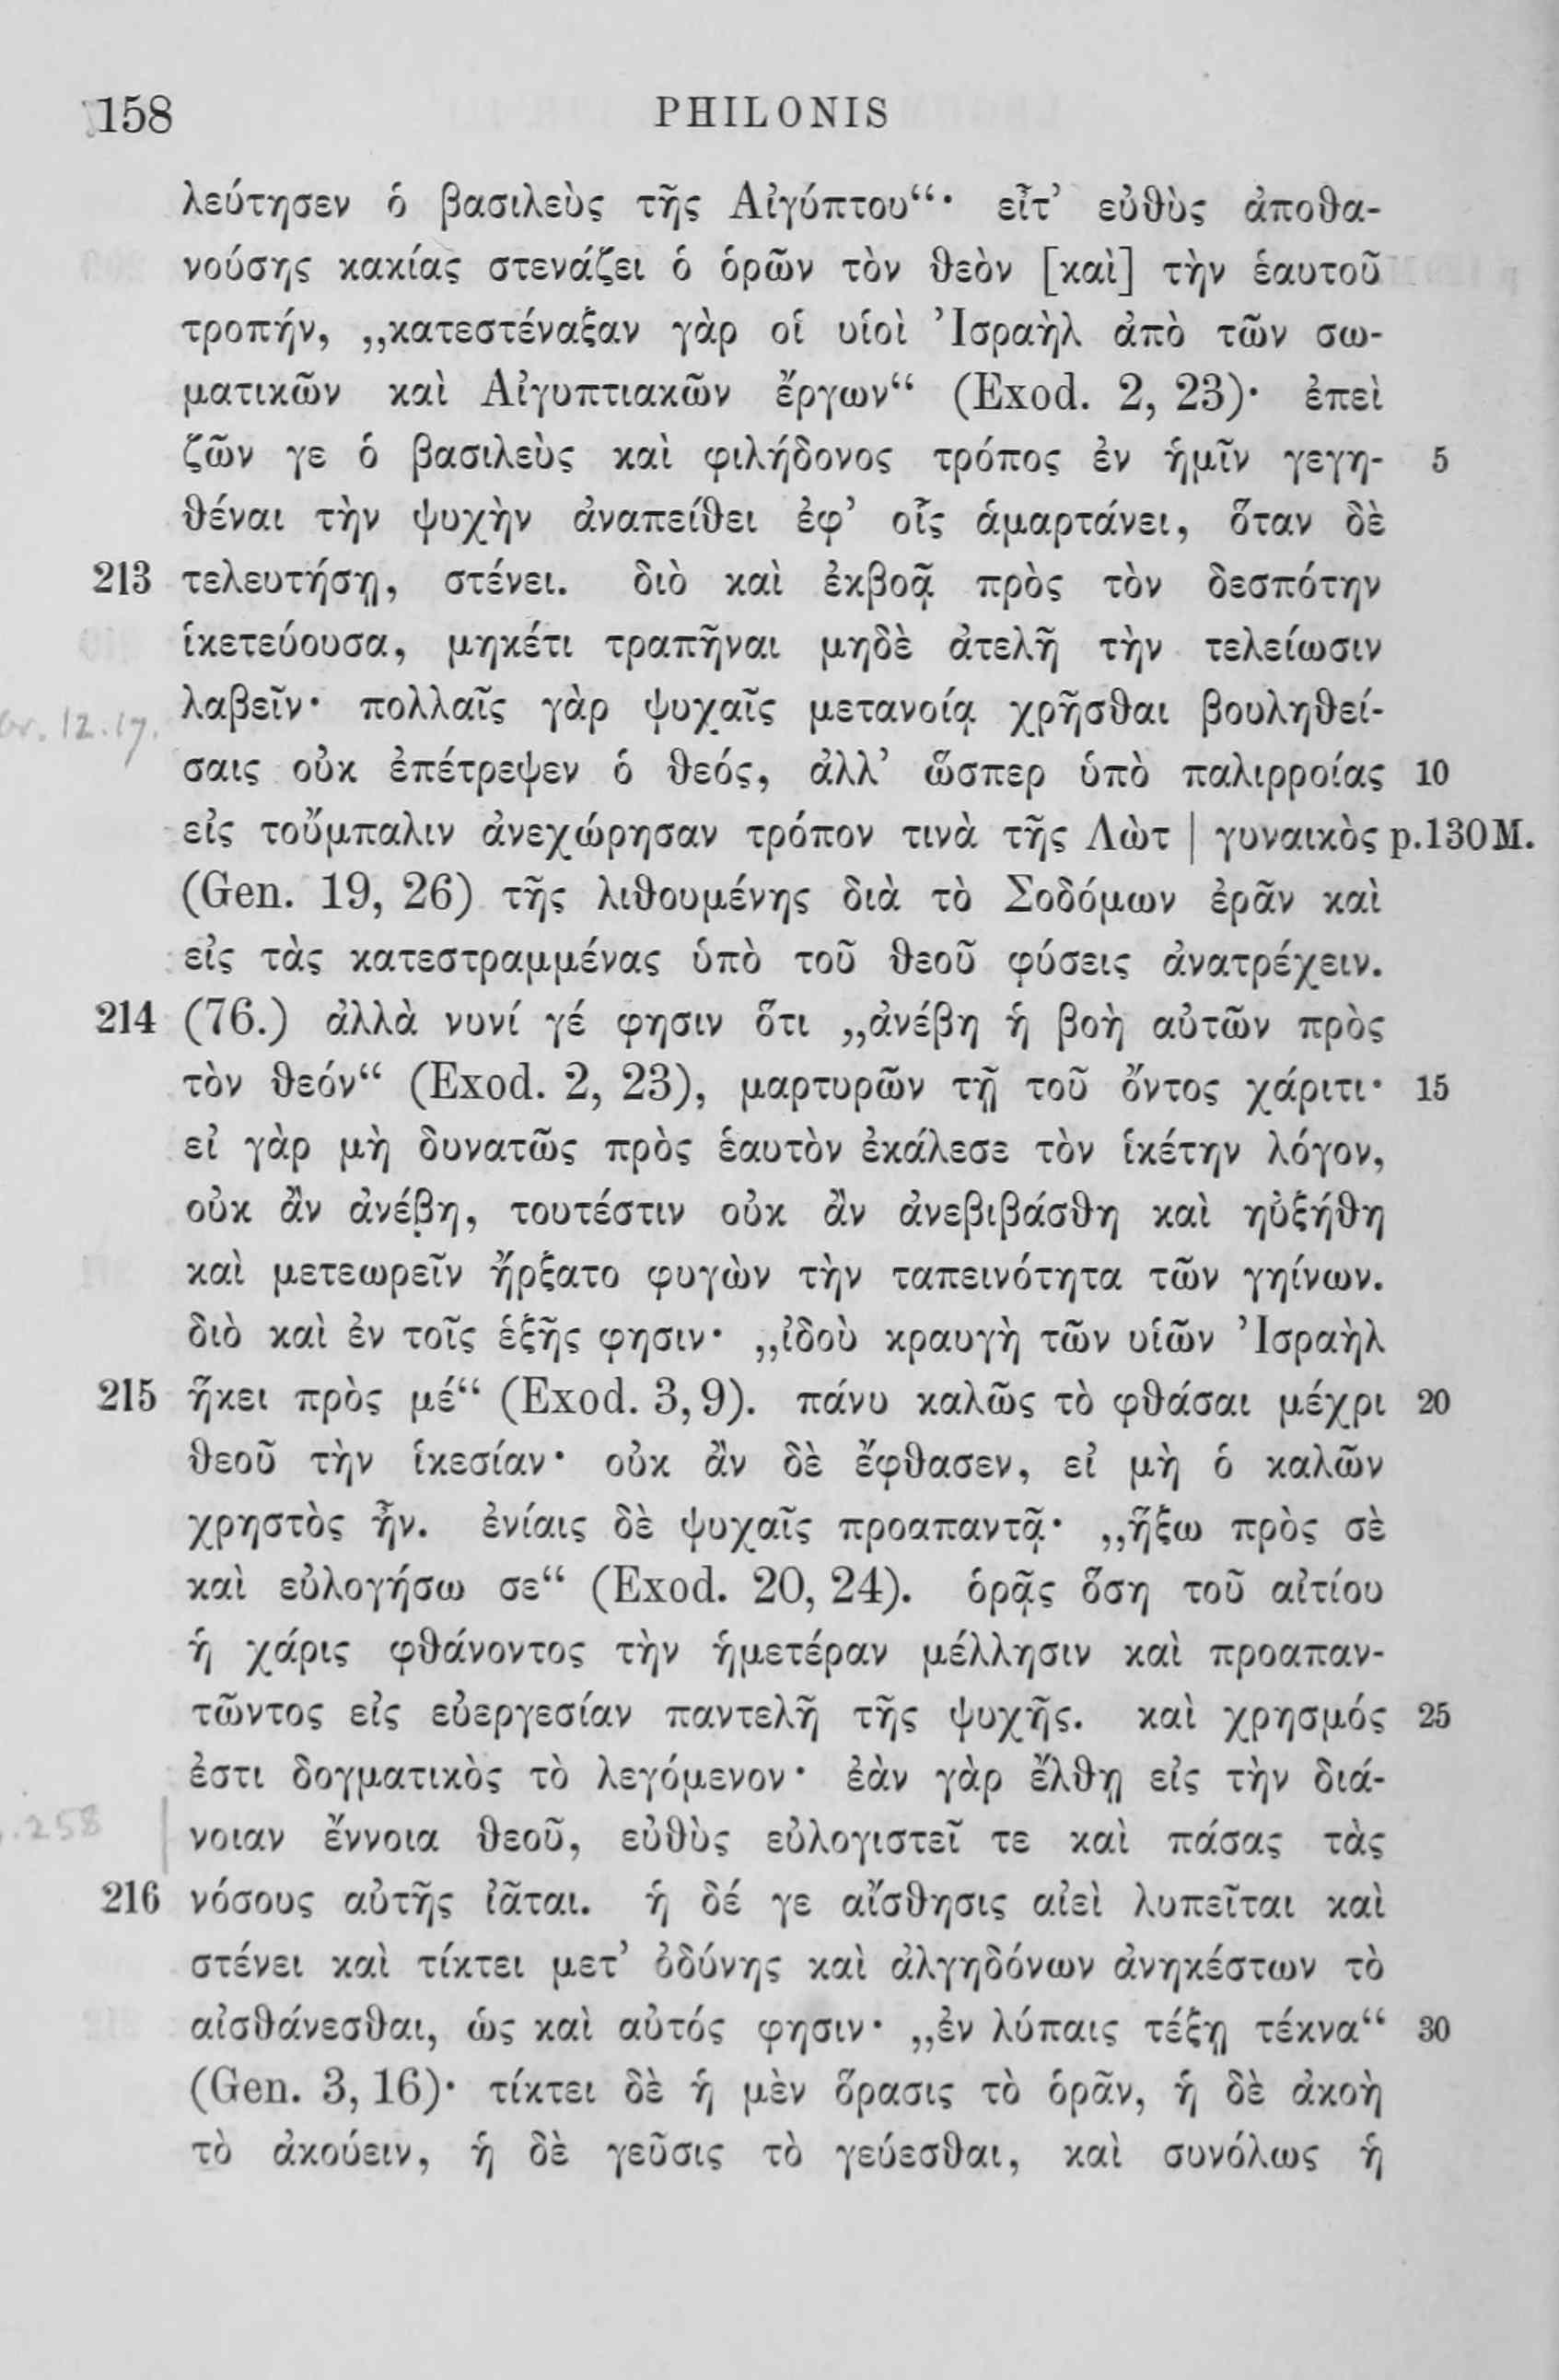 158 PHILONIS
λεύτησεν ὁ βασιλεὺς τῆς Αἰγύπτου“· εἶτ’ εὐθὺς ἀποθα-
νούσης κακίας στενάζει ὁ ὁρῶν τὸν θεὸν [καὶ] τὴν ἑαυτοῦ
τροπήν, „κατεστέναξαν γὰρ οἱ υἱοὶ Ἰσραὴλ ἀπὸ τῶν σω-
ματικῶν καὶ Αἰγυπτιακῶν ἔργων“ (Exod. 2, 23)· ἐπεὶ
ζῶν γε ὁ βασιλεὺς καὶ φιλήδονος τρόπος ἐν ἡμῖν γεγη- 5
θέναι τὴν ψυχὴν ἀναπείθει ἐφ’ οἷς ἁμαρτάνει, ὅταν δὲ
213 τελευτήσῃ, στένει. διὸ καὶ ἐκβοᾷ πρὸς τὸν δεσπότην
ἱκετεύουσα, μηκέτι τραπῆναι μηδὲ ἀτελῆ τὴν τελείωσιν
λαβεῖν· πολλαῖς γὰρ ψυχαῖς μετανοίᾳ χρῆσθαι βουληθεί-
12.17.
σαις οὐκ ἐπέτρεψεν ὁ θεός, ἀλλ’ ὥσπερ ὑπὸ παλιρροίας 10
εἰς τοὔμπαλιν ἀνεχώρησαν τρόπον τινὰ τῆς Λὼτ | γυναικὸς p.130M.
(Gen. 19, 26) τῆς λιθουμένης διὰ τὸ Σοδόμων ἐρᾶν καὶ
εἰς τὰς κατεστραμμένας ὑπὸ τοῦ θεοῦ φύσεις ἀνατρέχειν.
214 (76.) ἀλλὰ νυνί γέ φησιν ὅτι „ἀνέβη ἡ βοὴ αὐτῶν πρὸς
τὸν θεόν“ (Exod. 2, 23), μαρτυρῶν τῇ τοῦ ὄντος χάριτι· 15
εἰ γὰρ μὴ δυνατῶς πρὸς ἑαυτὸν ἐκάλεσε τὸν ἱκέτην λόγον,
οὐκ ἂν ἀνέβη, τουτέστιν οὐκ ἂν ἀνεβιβάσθη καὶ ηὐξήθη
καὶ μετεωρεῖν ἤρξατο φυγὼν τὴν ταπεινότητα τῶν γηίνων.
διὸ καὶ ἐν τοῖς ἑξῆς φησιν· „ἰδοὺ κραυγὴ τῶν υἱῶν Ἰσραὴλ
215 ἥκει πρὸς μέ“ (Exod. 3, 9). πάνυ καλῶς τὸ φθάσαι μέχρι 20
θεοῦ τὴν ἱκεσίαν· οὐκ ἂν δὲ ἔφθασεν, εἰ μὴ ὁ καλῶν
χρηστὸς ἦν. ἐνίαις δὲ ψυχαῖς προαπαντᾷ· „ἥξω πρὸς σὲ
καὶ εὐλογήσω σε“ (Exod. 20, 24). ὁρᾷς ὅση τοῦ αἰτίου
ἡ χάρις φθάνοντος τὴν ἡμετέραν μέλλησιν καὶ προαπαν-
τῶντος εἰς εὐεργεσίαν παντελῆ τῆς ψυχῆς. καὶ χρησμός 25
ἐστι δογματικὸς τὸ λεγόμενον· ἐὰν γὰρ ἔλθῃ εἰς τὴν διά-
.258
νοιαν ἔννοια θεοῦ, εὐθὺς εὐλογιστεῖ τε καὶ πάσας τὰς
216 νόσους αὐτῆς ἰᾶται. ἡ δέ γε αἴσθησις αἰεὶ λυπεῖται καὶ
στένει καὶ τίκτει μετ’ ὀδύνης καὶ ἀλγηδόνων ἀνηκέστων τὸ
αἰσθάνεσθαι, ὡς καὶ αὐτός φησιν· „ἐν λύπαις τέξῃ τέκνα“ 30
(Gen. 3, 16)· τίκτει δὲ ἡ μὲν ὅρασις τὸ ὁρᾶν, ἡ δὲ ἀκοὴ
τὸ ἀκούειν, ἡ δὲ γεῦσις τὸ γεύεσθαι, καὶ συνόλως ἡ